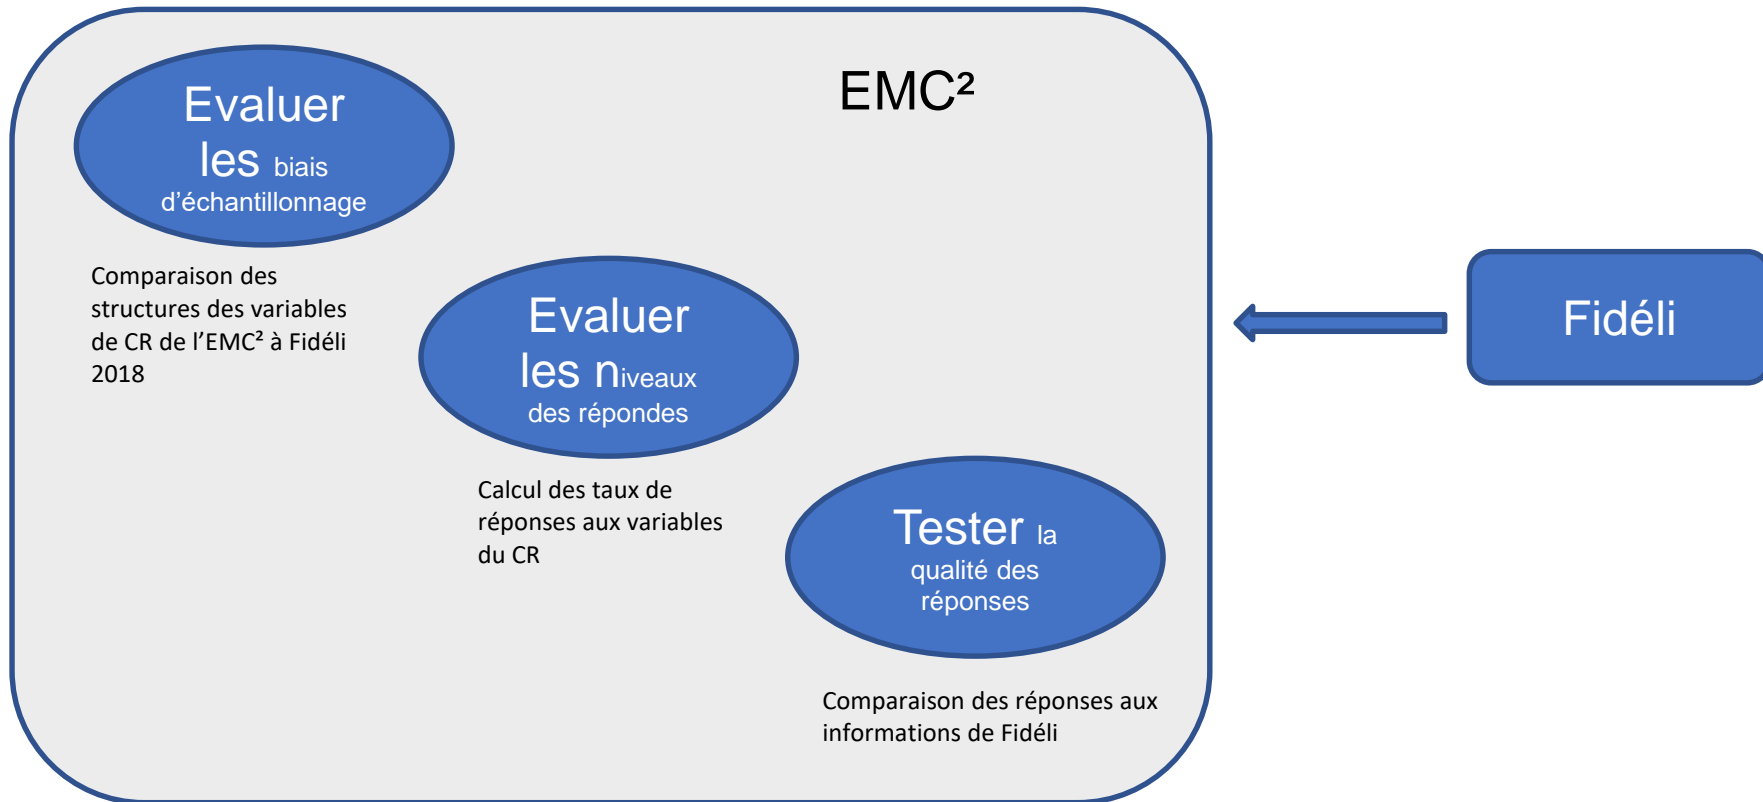 EMC²
Evaluer
les biais
d’échantillonnage
Comparaison des
structures des variables
de CR de l’EMC² à Fidéli
2018
Evaluer
les niveaux
des répondes
Calcul des taux de
réponses aux variables
du CR
Tester la
qualité des
réponses
Comparaison des réponses aux
informations de Fidéli
Fidéli